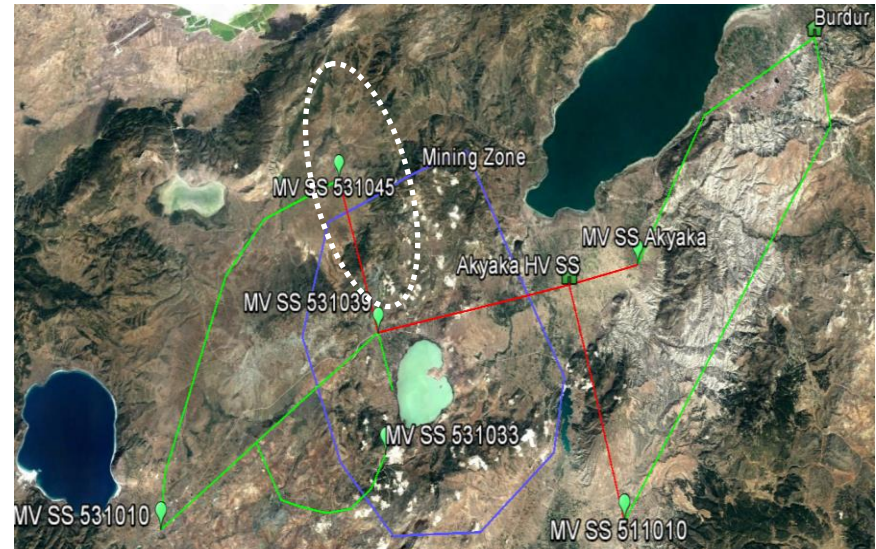 Burdur
Mining Zone
MV SS 531045
MV SS Akyaka
Akyaka HV SS
MV SS 531039
MV SS 531033
MV SS 531010
MV SS 511010